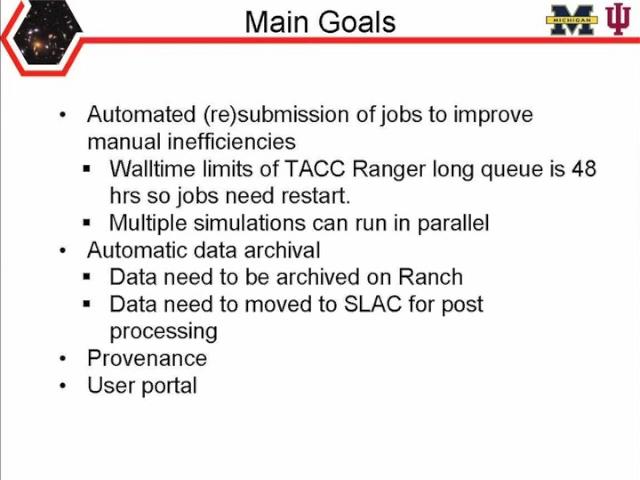 Main Goals
MICHIGAN
• Automated (re)submission of jobs to improve
manual inefficiencies
▪ Walltime limits of TACC Ranger long queue is 48
hrs so jobs need restart.
▪ Multiple simulations can run in parallel
• Automatic data archival
▪ Data need to be archived on Ranch
▪ Data need to moved to SLAC for post
processing
• Provenance
• User portal